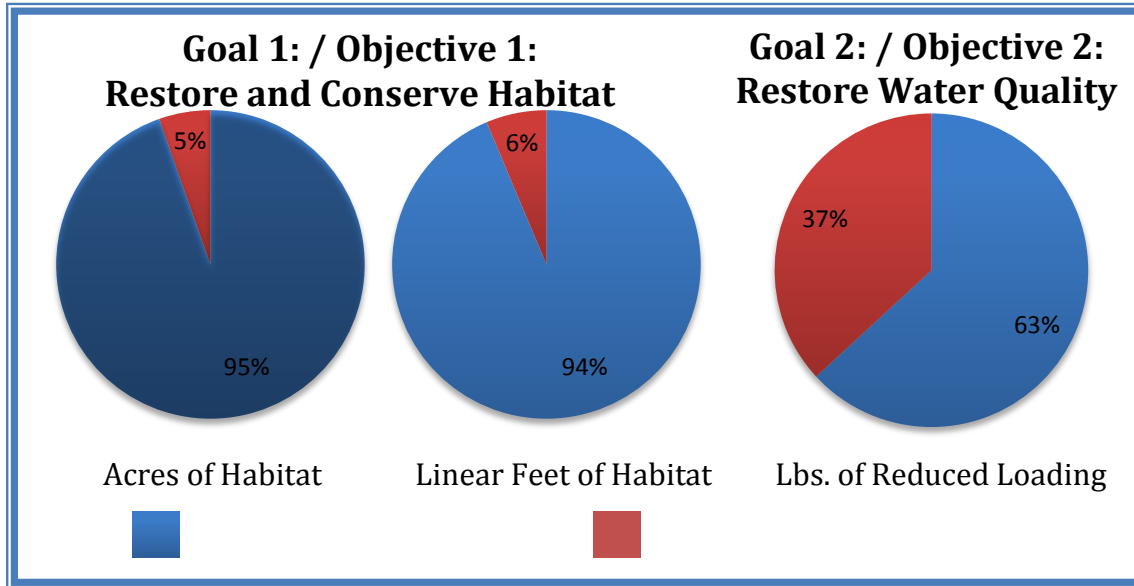 Goal 1: / Objective 1:
Restore and Conserve Habitat
Goal 2: / Objective 2:
Restore Water Quality
5%
95%
6%
94%
37%
63%
Acres of Habitat
Linear Feet of Habitat
Lbs. of Reduced Loading